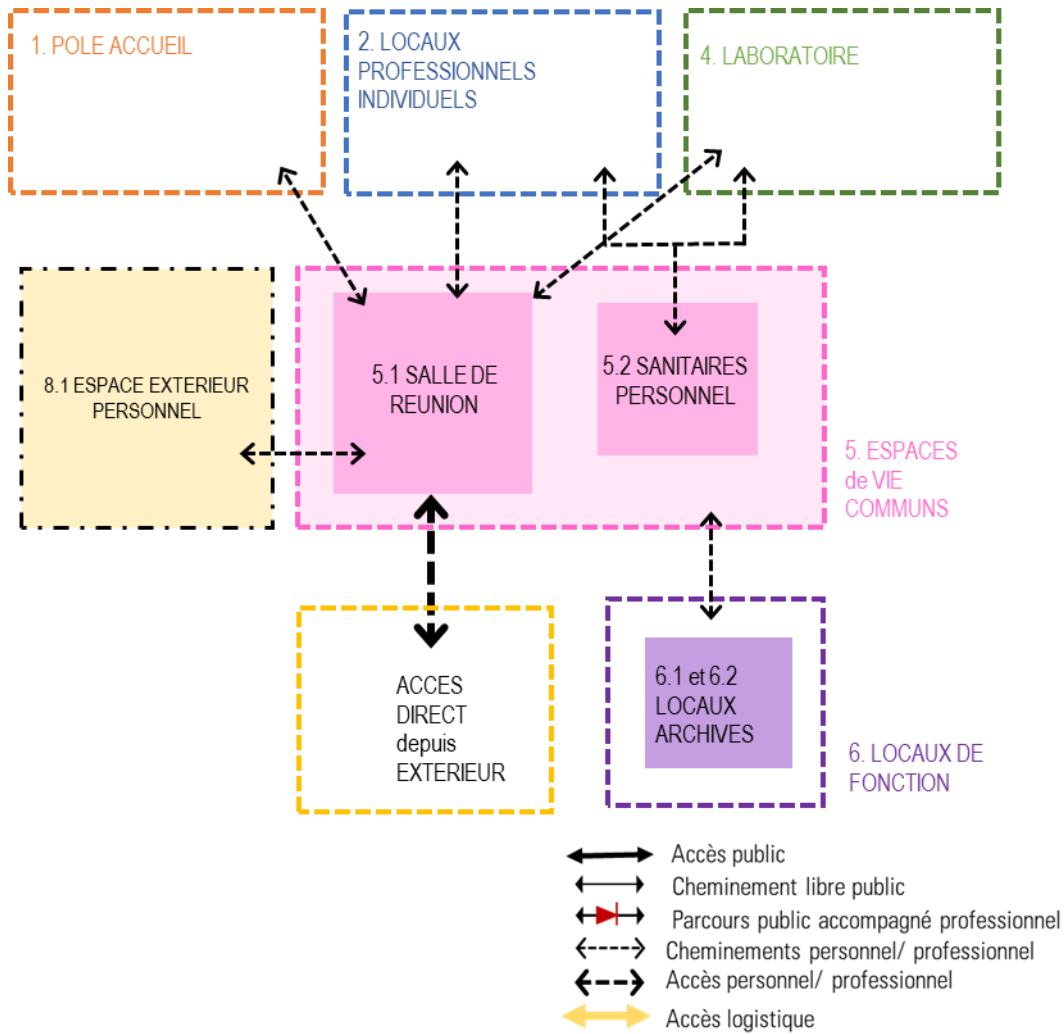 1. POLE ACCUEIL
2. LOCAUX
PROFESSIONNELS
INDIVIDUELS
4. LABORATOIRE
8.1 ESPACE EXTERIEUR
PERSONNEL
5.1 SALLE DE
REUNION
5.2 SANITAIRES
PERSONNEL
5. ESPACES
de VIE
COMMUNS
ACCES
DIRECT
depuis
EXTERIEUR
6.1 et 6.2
LOCAUX
ARCHIVES
6. LOCAUX DE
FONCTION
Accès public
Cheminement libre public
Parcours public accompagné professionnel
Cheminements personnel/ professionnel
Accès personnel/ professionnel
Accès logistique